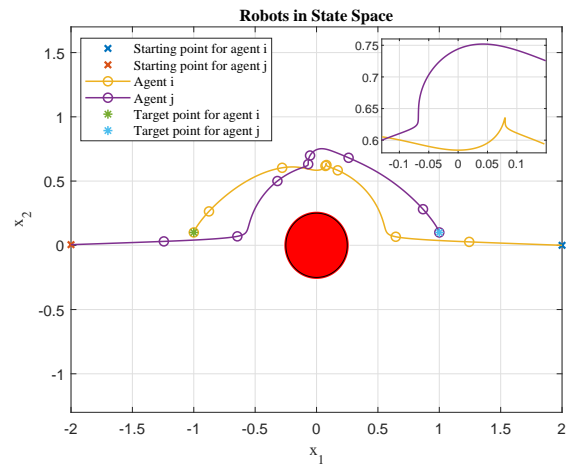 Robots in State Space
Starting point for agent i
Starting point for agent j
Agent i
Agent j
Target point for agent i
Target point for agent j
0.75
0.7
0.65
0.6
-0.1 -0.05 0 0.05 0.1
1.5
1
0.5
0
-0.5
-1
x_2
-2 -1.5 -1 -0.5 0 0.5 1 1.5 2
x_1